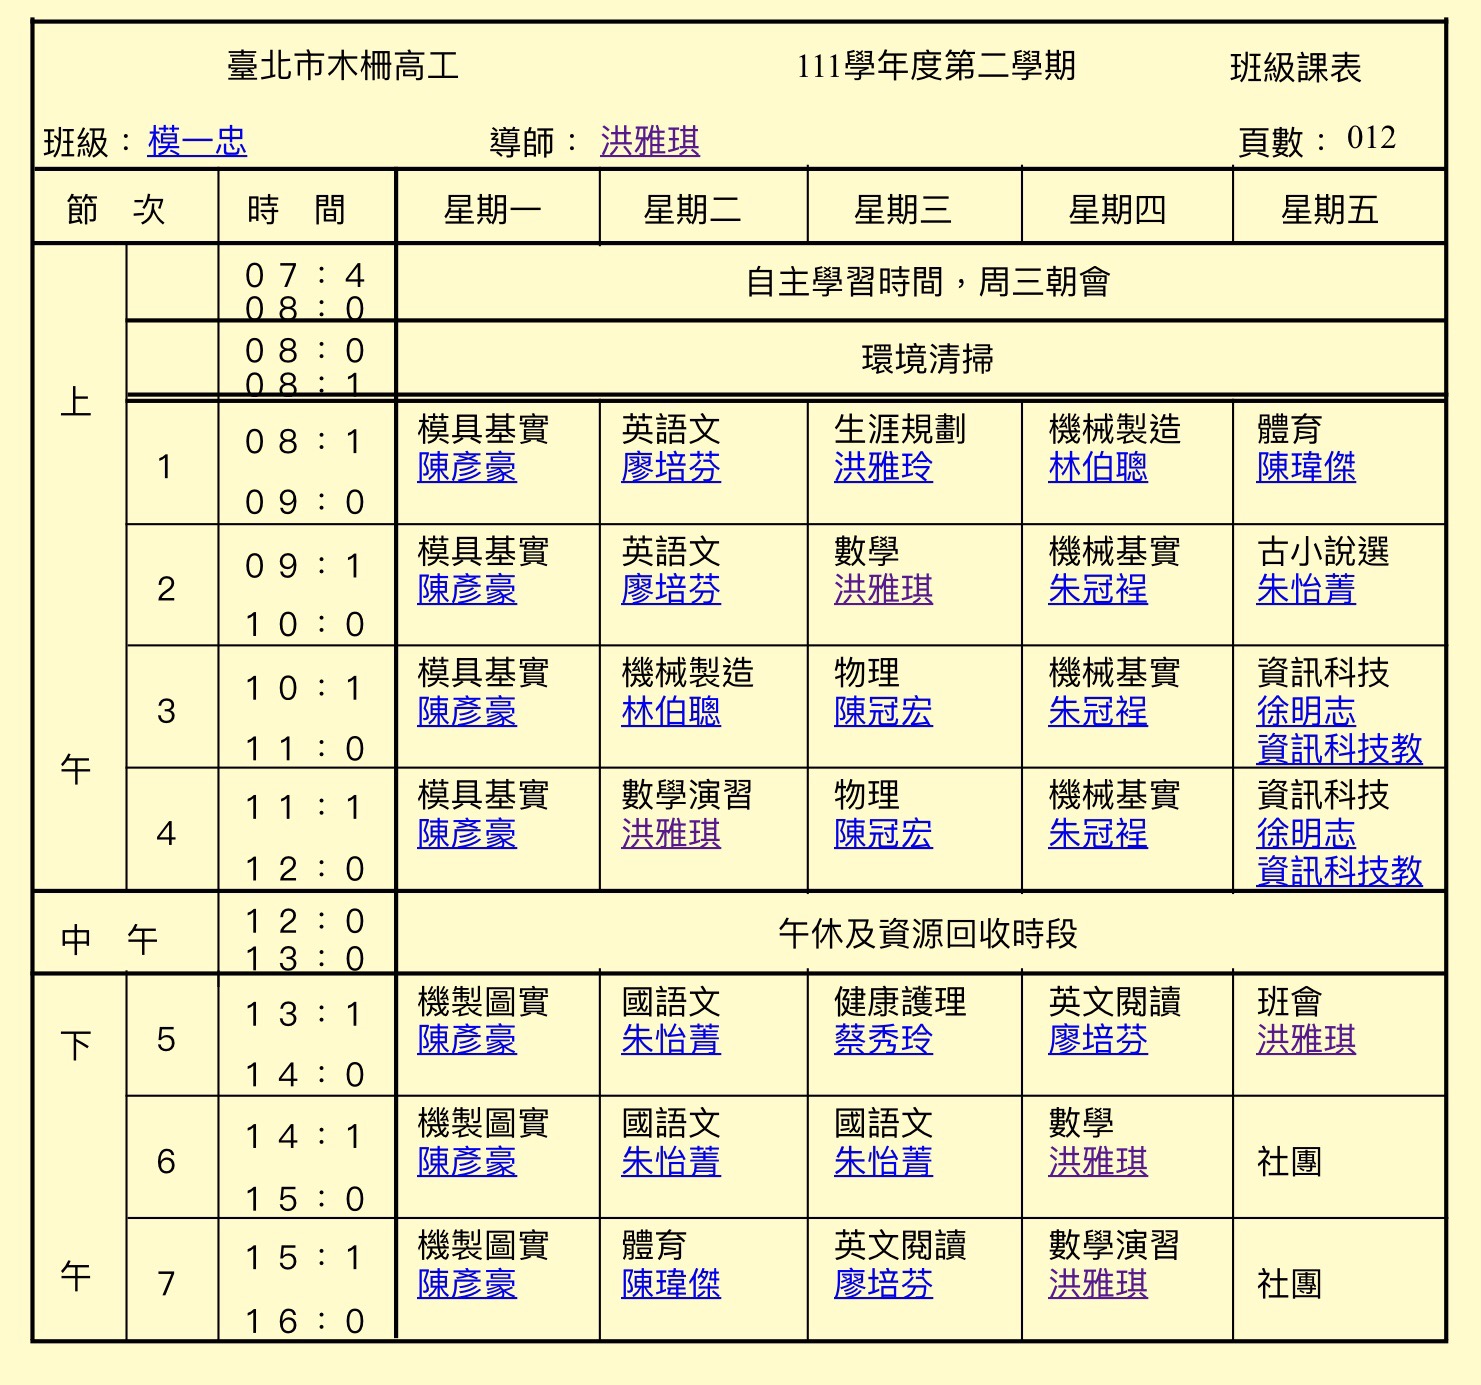 臺北市木柵高工 111學年度第二學期 班級課表
班級： 模一忠 導師： 洪雅琪 頁數： 012
節 次 時 間 星期一 星期二 星期三 星期四 星期五
上
午
07:4
08:0
自主學習時間，周三朝會
08:0
08:1
環境清掃
1
08:1
09:0
模具基實
陳彥豪
英語文
廖培芬
生涯規劃
洪雅玲
機械製造
林伯聰
體育
陳瑋傑
2
09:1
10:0
模具基實
陳彥豪
英語文
廖培芬
數學
洪雅琪
機械基實
朱冠裎
古小說選
朱怡菁
3
10:1
11:0
模具基實
陳彥豪
機械製造
林伯聰
物理
陳冠宏
機械基實
朱冠裎
資訊科技
徐明志
資訊科技教
4
11:1
12:0
模具基實
陳彥豪
數學演習
洪雅琪
物理
陳冠宏
機械基實
朱冠裎
資訊科技
徐明志
資訊科技教
中 午
12:0
13:0
午休及資源回收時段
下
午
5
13:1
14:0
機製圖實
陳彥豪
國語文
朱怡菁
健康護理
蔡秀玲
英文閱讀
廖培芬
班會
洪雅琪
6
14:1
15:0
機製圖實
陳彥豪
國語文
朱怡菁
國語文
朱怡菁
數學
洪雅琪
社團
7
15:1
16:0
機製圖實
陳彥豪
體育
陳瑋傑
英文閱讀
廖培芬
數學演習
洪雅琪
社團